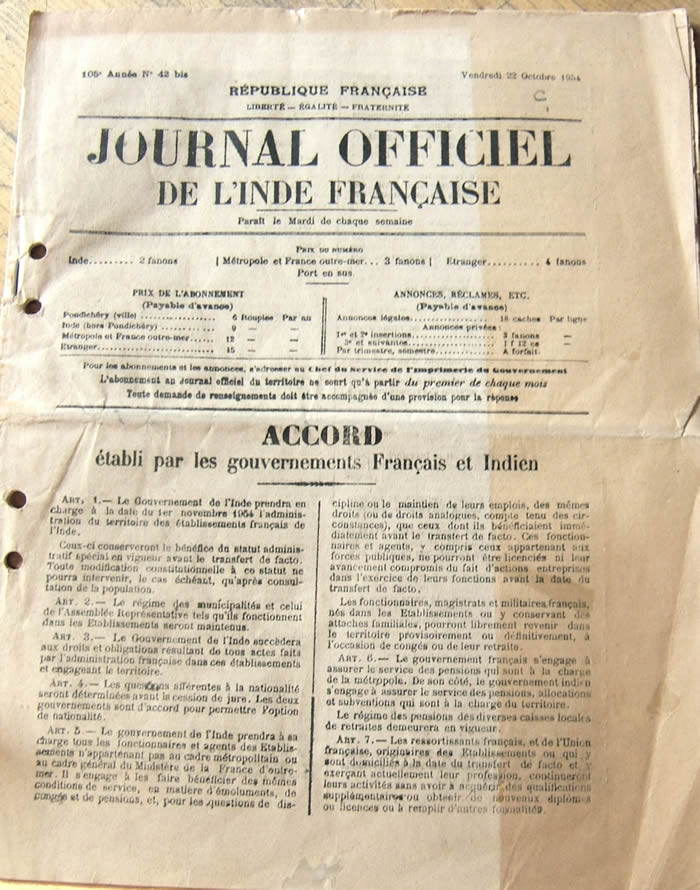 105e Année No 42 bis
Vendredi 22 Octobre 1954
C
RÉPUBLIQUE FRANÇAISE
LIBERTÉ — ÉGALITÉ — FRATERNITÉ
JOURNAL OFFICIEL
DE L'INDE FRANÇAISE
Paraît le Mardi de chaque semaine
PRIX DU NUMÉRO
Inde......... 2 fanons | Métropole et France outre-mer... 3 fanons | Etranger.......... 4 fanons
Port en sus
PRIX DE L'ABONNEMENT
(Payable d'avance)
Pondichéry (ville) .................. 6 Roupies Par an
Inde (hors Pondichéry) ............ 9 — —
Métropole et France outre-mer...... 12 — —
Etranger........................... 15 — —
ANNONCES, RÉCLAMES, ETC.
(Payable d'avance)
Annonces légales.................. 18 caches Par ligne
Annonces privées :
1re et 2e insertions................ 3 fanons —
3e et suivantes.................... 1 f 12 cs —
Par trimestre, semestre............ A forfait.
Pour les abonnements et les annonces, s'adresser au Chef du Service de l'Imprimerie du Gouvernement
L'abonnement au Journal officiel du territoire ne court qu'à partir du premier de chaque mois
Toute demande de renseignements doit être accompagnée d'une provision pour la réponse
ACCORD
établi par les gouvernements Français et Indien
ART. 1.— Le Gouvernement de l'Inde prendra en
charge à la date du 1er novembre 1954 l'adminis-
tration du territoire des établissements français de
l'Inde.
Ceux-ci conserveront le bénéfice du statut adminis-
tratif spécial en vigueur avant le transfert de facto.
Toute modification constitutionnelle à ce statut ne
pourra intervenir, le cas échéant, qu'après consul-
tation de la population.
ART. 2.— Le régime des municipalités et celui
de l'Assemblée Représentative tels qu'ils fonctionnent
dans les Etablissements seront maintenus.
ART. 3.— Le Gouvernement de l'Inde succèdera
aux droits et obligations résultant de tous actes faits
par l'administration française dans ces établissements
et engageant le territoire.
ART. 4.— Les questions afférentes à la nationalité
seront déterminées avant la cession de jure. Les deux
gouvernements sont d'accord pour permettre l'option
de nationalité.
ART. 5.— Le gouvernement de l'Inde prendra à sa
charge tous les fonctionnaires et agents des Etablis-
sements n'appartenant pas au cadre métropolitain ou
au cadre général du Ministère de la France d'outre-
mer. Il s'engage à les faire bénéficier des mêmes
conditions de service, en matière d'émoluments, de
congés et de pensions, et, pour les questions de dis-
cipline ou le maintien de leurs emplois, des mêmes
droits (ou de droits analogues, compte tenu des cir-
constances), que ceux dont ils bénéficiaient immé-
diatement avant le transfert de facto. Ces fonction-
naires et agents, y compris ceux appartenant aux
forces publiques, ne pourront être licenciés ni leur
avancement compromis du fait d'actions entreprises
dans l'exercice de leurs fonctions avant la date du
transfert de facto.
Les fonctionnaires, magistrats et militaires français,
nés dans les Etablissements ou y conservant des
attaches familiales, pourront librement revenir dans
le territoire provisoirement ou définitivement, à
l'occasion de congés ou de leur retraite.
ART. 6.— Le gouvernement français s'engage à
assurer le service des pensions qui sont à la charge
de la métropole. De son côté, le gouvernement indien
s'engage à assurer le service des pensions, allocations
et subventions qui sont à la charge du territoire.
Le régime des pensions des diverses caisses locales
de retraites demeurera en vigueur.
ART. 7.— Les ressortissants français, et de l'Union
française, originaires des Etablissements ou qui y
sont domiciliés à la date du transfert de facto et y
exerçant actuellement leur profession, continueront
leurs activités sans avoir à acquérir des qualifications
supplémentaires ou obtenir de nouveaux diplômes
ou licences ou à remplir d'autres formalités.